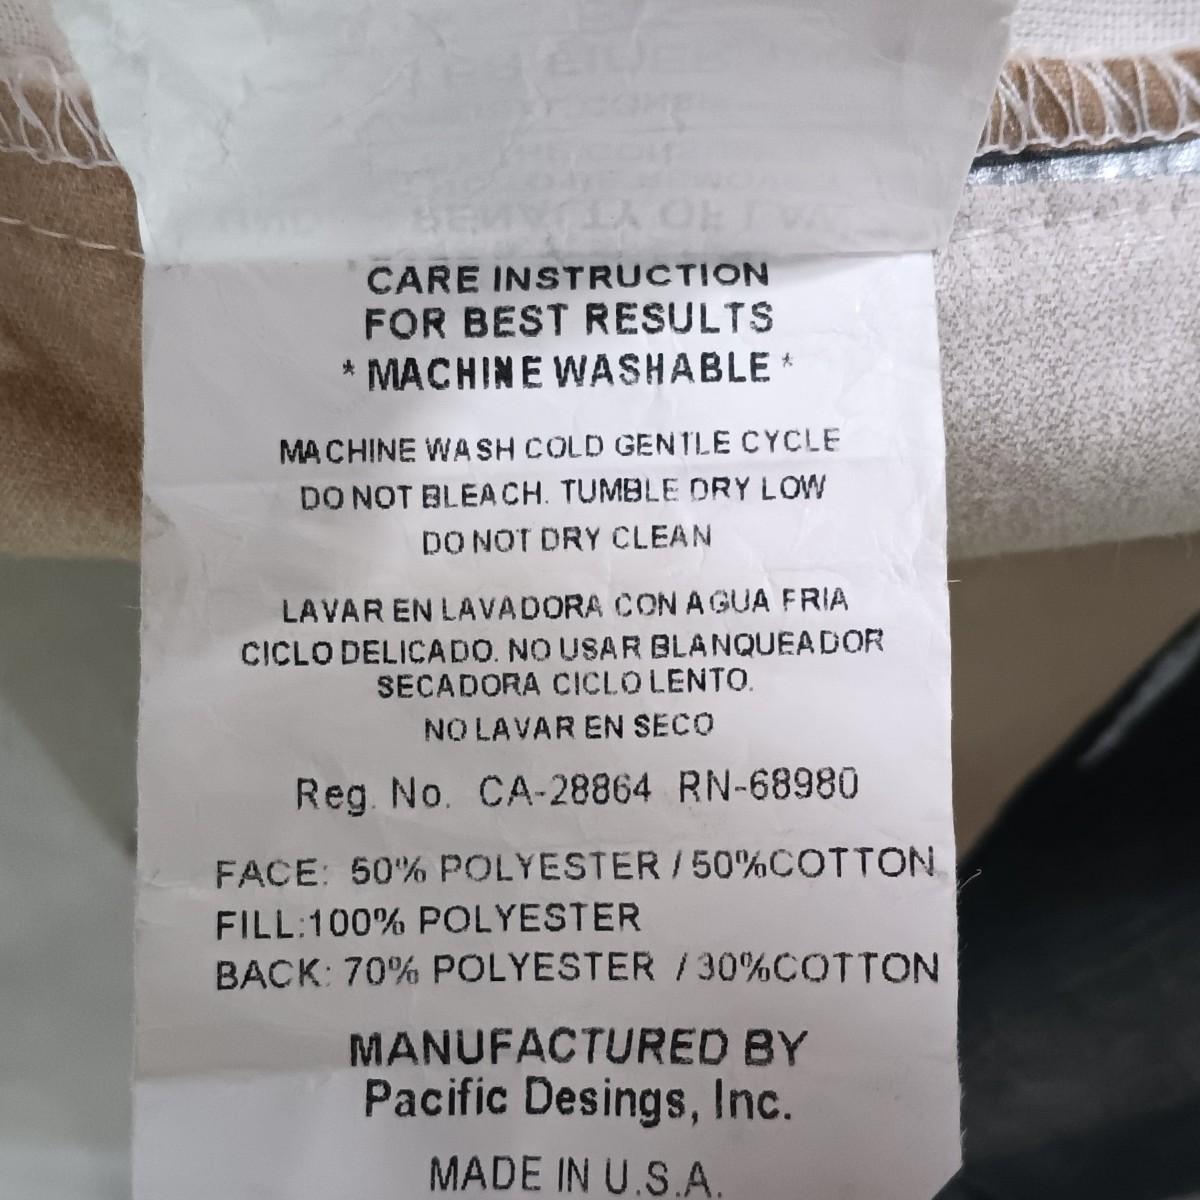 CARE INSTRUCTION
FOR BEST RESULTS
* MACHINE WASHABLE *
MACHINE WASH COLD GENTLE CYCLE
DO NOT BLEACH. TUMBLE DRY LOW
DO NOT DRY CLEAN
LAVAR EN LAVADORA CON AGUA FRIA
CICLO DELICADO. NO USAR BLANQUEADOR
SECADORA CICLO LENTO.
NO LAVAR EN SECO
Reg. No. CA-28864 RN-68980
FACE: 50% POLYESTER / 50%COTTON
FILL:100% POLYESTER
BACK: 70% POLYESTER / 30%COTTON
MANUFACTURED BY
Pacific Desings, Inc.
MADE IN U.S.A.